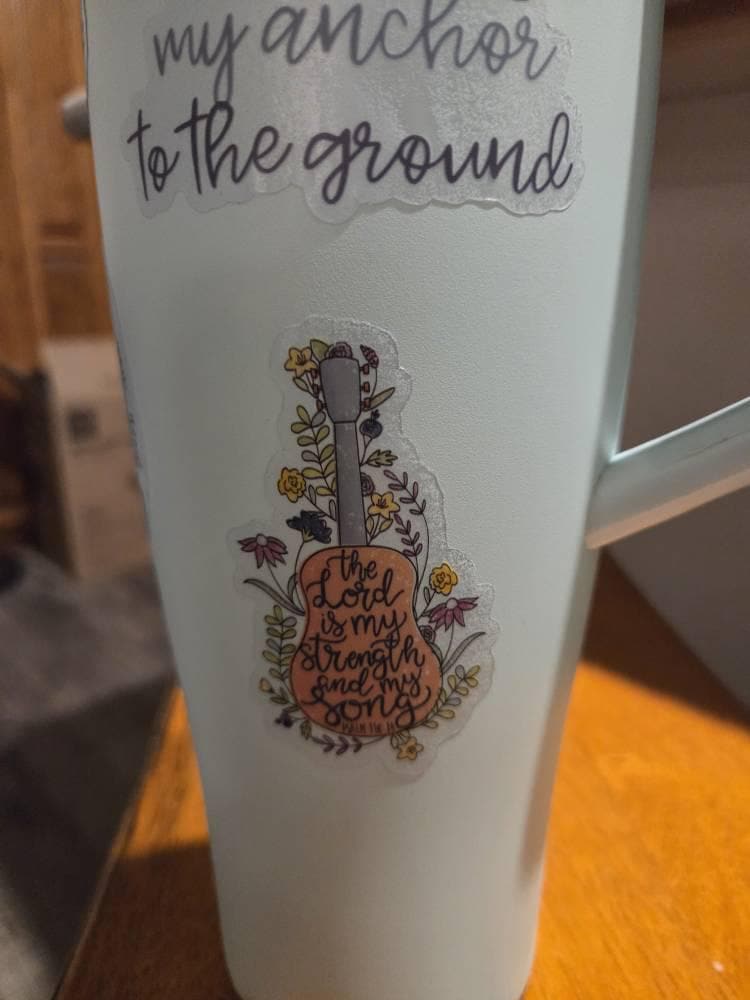 my anchor
to the ground
the
Lord
is my
strength
and my
song